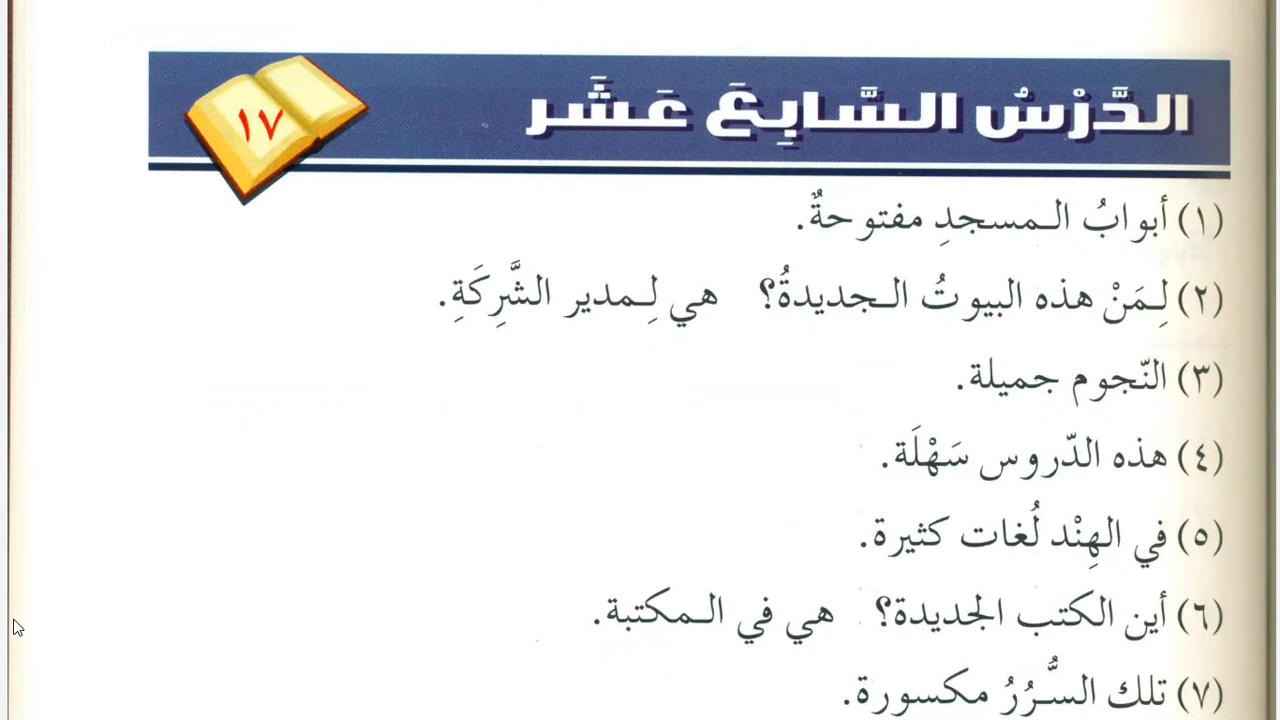 الدَّرْسُ السَّابِعَ عَشَر
١٧
(١) أبوابُ المسجدِ مفتوحةٌ.
(٢) لِمَنْ هذه البيوتُ الجديدةُ؟ هي لِمدير الشَّرِكَةِ.
(٣) النّجوم جميلة.
(٤) هذه الدّروس سَهْلَة.
(٥) في الهِنْد لُغات كثيرة.
(٦) أين الكتب الجديدة؟ هي في المكتبة.
(٧) تلك السُّرُرُ مكسورة.